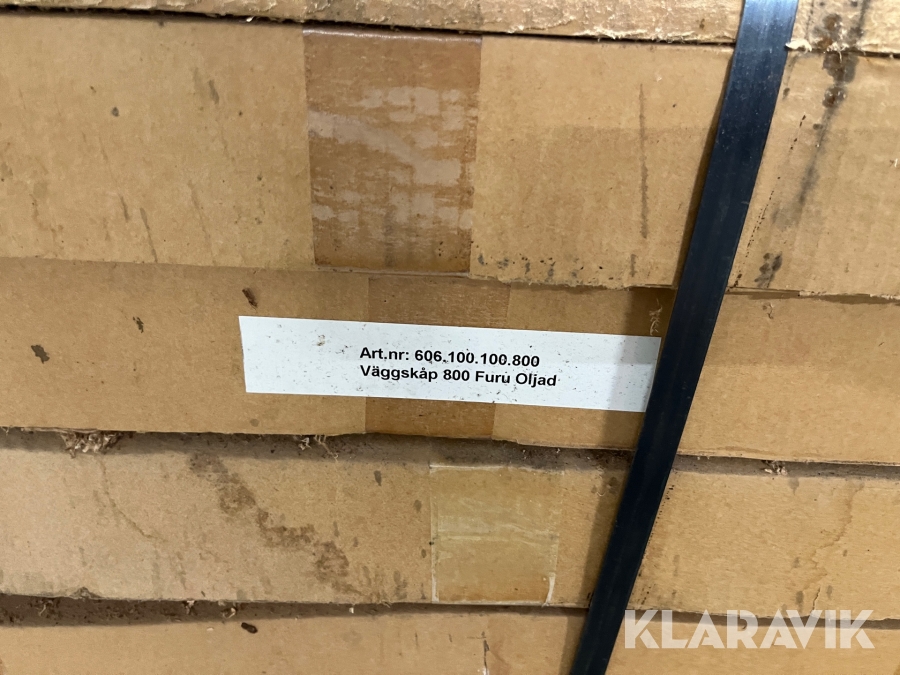 Art.nr: 606.100.100.800
Väggskåp 800 Furu Oljad
KLARAVIK